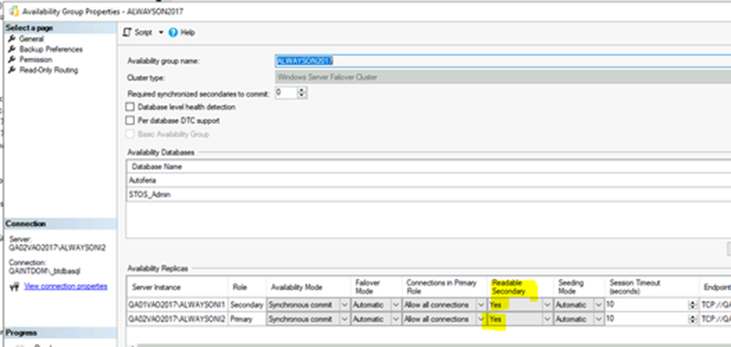 Availability Group Properties - ALWAYSON2017
Select a page
General
Backup Preferences
Permission
Read-Only Routing
Script
Help
Availability group name:
ALWAYSON2017
Cluster type:
Windows Server Failover Cluster
Required synchronized secondaries to commit:
0
Database level health detection
Per database DTC support
Basic Availability Group
Availability Databases
Database Name
Autoferia
STOS_Admin
Connection
Server:
QA02VAO2017\ALWAYSONI2
Connection:
QAINTDOM\_btdbasql
View connection properties
Progress
Availability Replicas
Server Instance Role Availability Mode Failover Mode Connections in Primary Role Readable Secondary Seeding Mode Session Timeout (seconds) Endpoint
QA01VAO2017\ALWAYSONI1 Secondary Synchronous commit Automatic Allow all connections Yes Automatic 10 TCP://QA
QA02VAO2017\ALWAYSONI2 Primary Synchronous commit Automatic Allow all connections Yes Automatic 10 TCP://QA